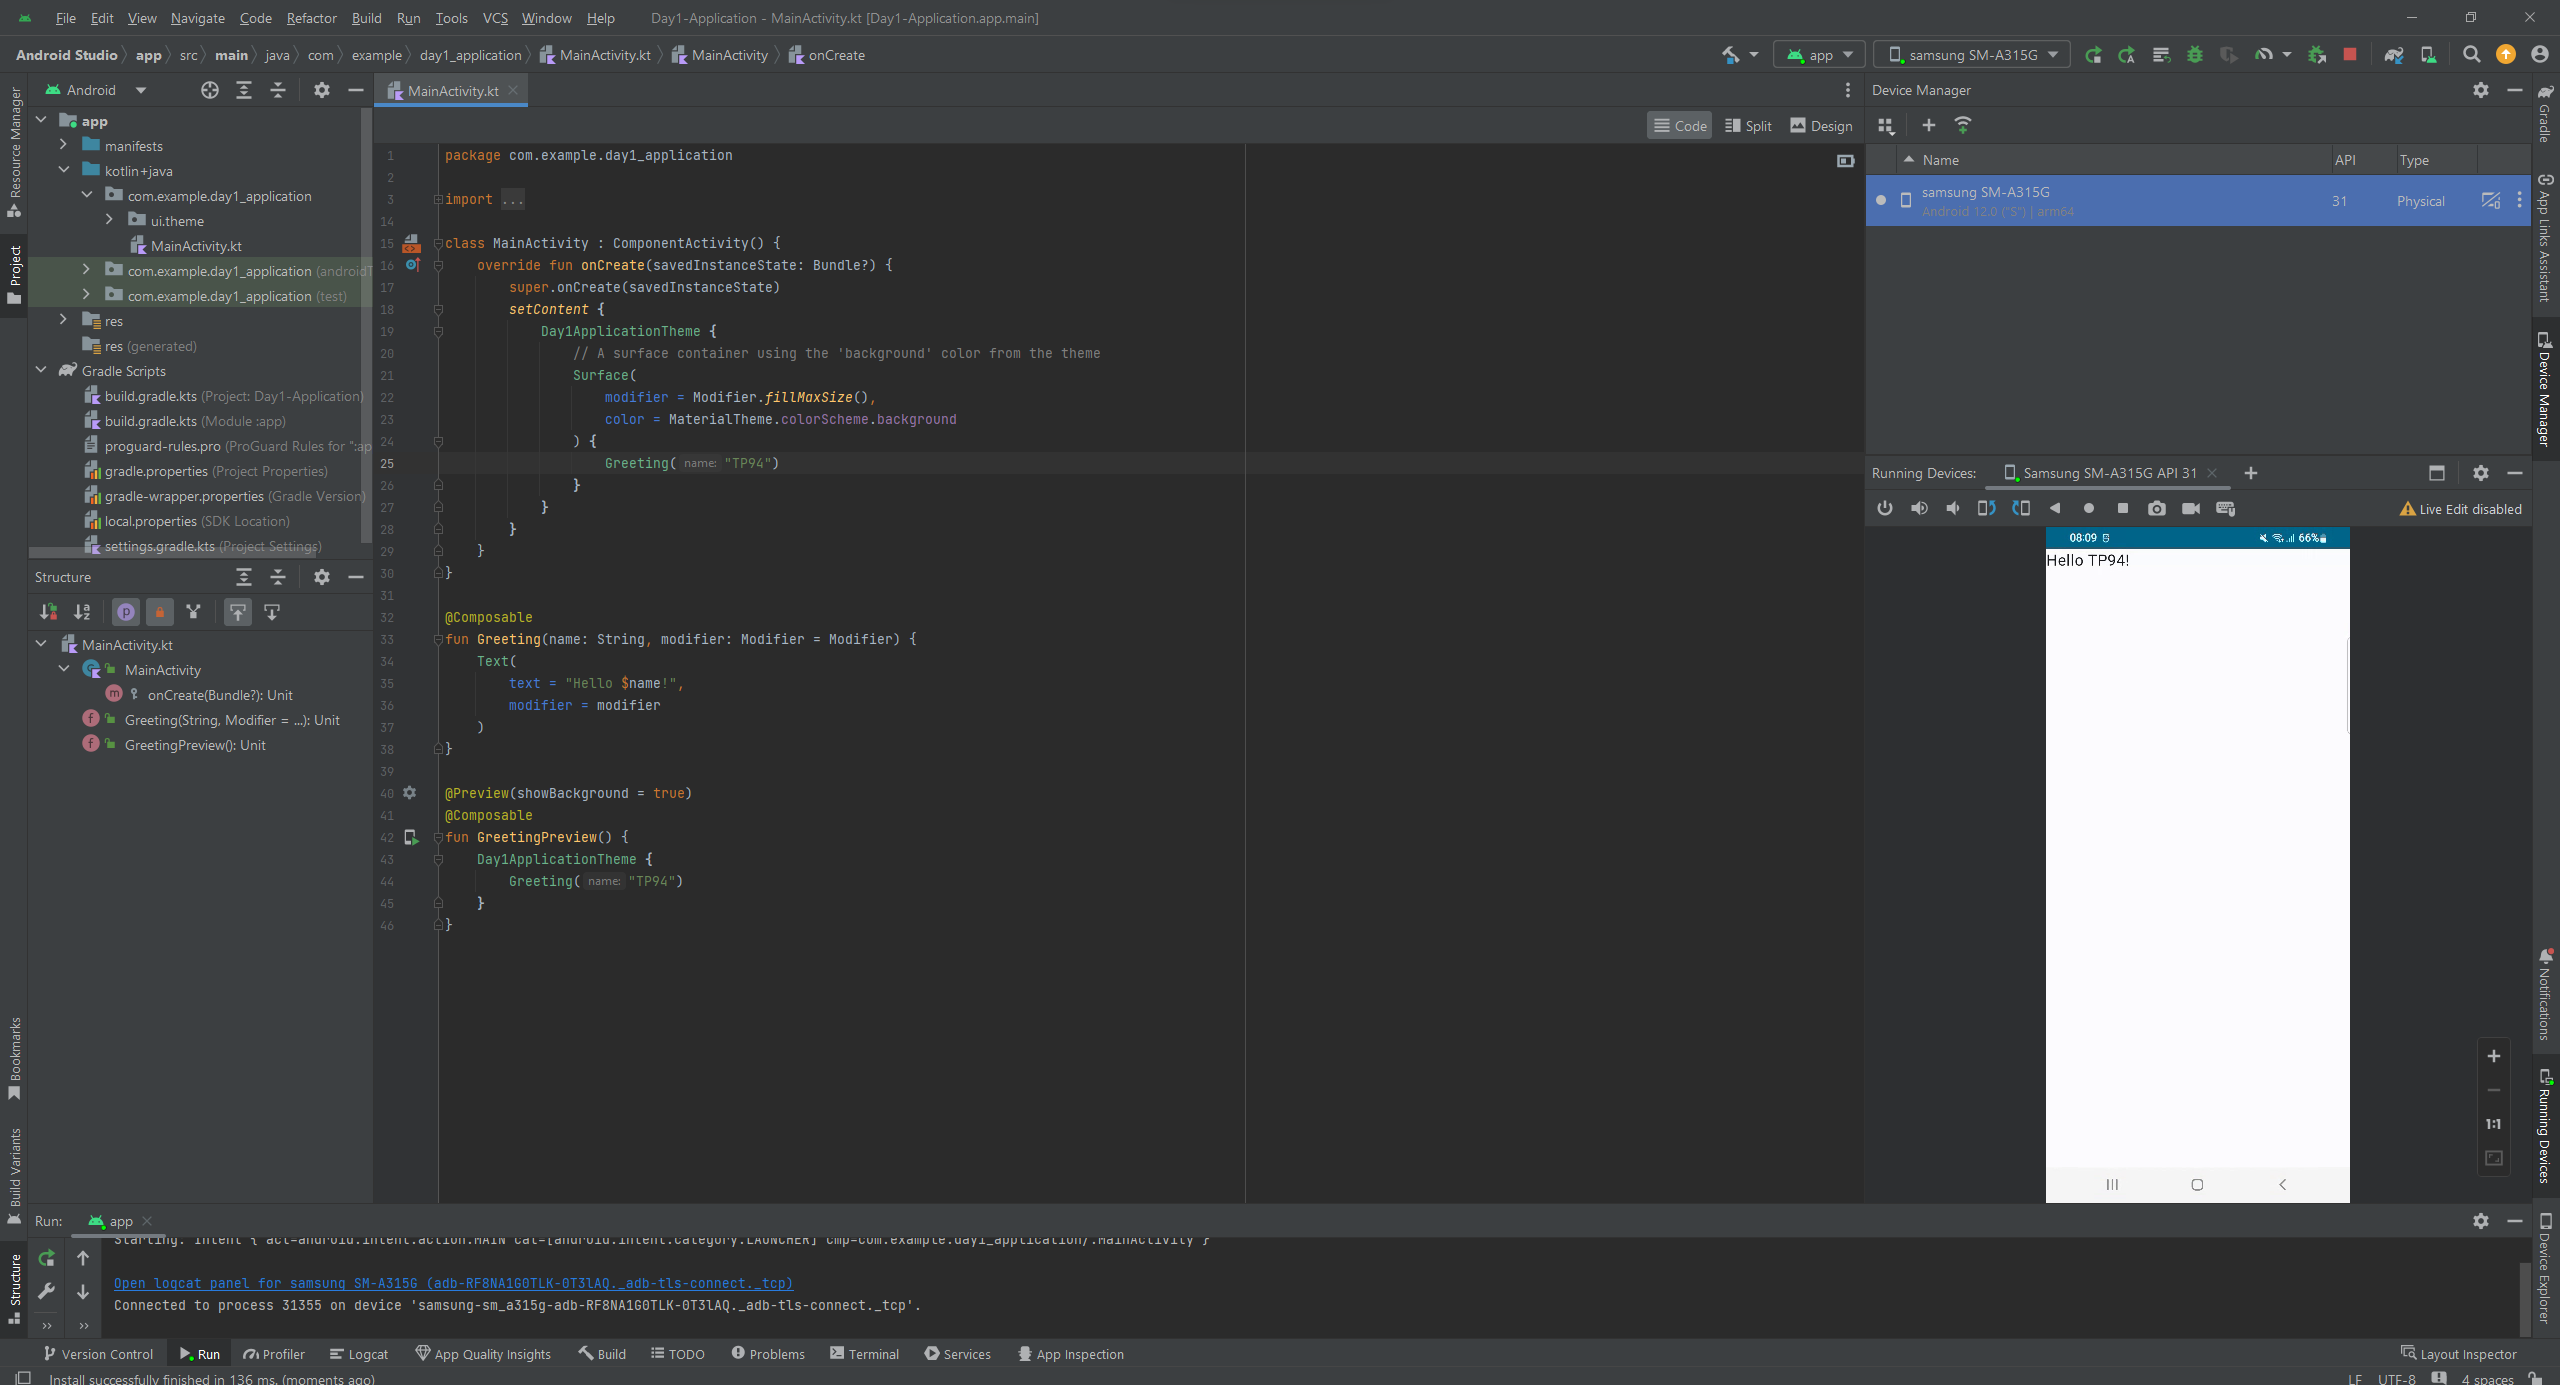 File Edit View Navigate Code Refactor Build Run Tools VCS Window Help Day1-Application - MainActivity.kt [Day1-Application.app.main]
Android Studio app src main java com example day1_application MainActivity.kt MainActivity onCreate
app samsung SM-A315G
Resource Manager
Project
Bookmarks
Build Variants
Structure
Android
app
manifests
kotlin+java
com.example.day1_application
ui.theme
MainActivity.kt
com.example.day1_application (androidT
com.example.day1_application (test)
res
res (generated)
Gradle Scripts
build.gradle.kts (Project: Day1-Application)
build.gradle.kts (Module :app)
proguard-rules.pro (ProGuard Rules for ":ap
gradle.properties (Project Properties)
gradle-wrapper.properties (Gradle Version)
local.properties (SDK Location)
settings.gradle.kts (Project Settings)
Structure
MainActivity.kt
MainActivity
onCreate(Bundle?): Unit
Greeting(String, Modifier = ...): Unit
GreetingPreview(): Unit
MainActivity.kt
Code Split Design
1 package com.example.day1_application
2
3 import ...
14
15 class MainActivity : ComponentActivity() {
16 override fun onCreate(savedInstanceState: Bundle?) {
17 super.onCreate(savedInstanceState)
18 setContent {
19 Day1ApplicationTheme {
20 // A surface container using the 'background' color from the theme
21 Surface(
22 modifier = Modifier.fillMaxSize(),
23 color = MaterialTheme.colorScheme.background
24 ) {
25 Greeting( name: "TP94")
26 }
27 }
28 }
29 }
30 }
31
32 @Composable
33 fun Greeting(name: String, modifier: Modifier = Modifier) {
34 Text(
35 text = "Hello $name!",
36 modifier = modifier
37 )
38 }
39
40 @Preview(showBackground = true)
41 @Composable
42 fun GreetingPreview() {
43 Day1ApplicationTheme {
44 Greeting( name: "TP94")
45 }
46 }
Device Manager
Name API Type
samsung SM-A315G 31 Physical
Android 12.0 ("S") | arm64
Running Devices: Samsung SM-A315G API 31
Live Edit disabled
08:09 66%
Hello TP94!
1:1
Gradle
App Links Assistant
Device Manager
Notifications
Running Devices
Device Explorer
Run: app
Starting: Intent { act=android.intent.action.MAIN cat=[android.intent.category.LAUNCHER] cmp=com.example.day1_application/.MainActivity }
Open logcat panel for samsung SM-A315G (adb-RF8NA1G0TLK-0T3lAQ._adb-tls-connect._tcp)
Connected to process 31355 on device 'samsung-sm_a315g-adb-RF8NA1G0TLK-0T3lAQ._adb-tls-connect._tcp'.
Version Control Run Profiler Logcat App Quality Insights Build TODO Problems Terminal Services App Inspection Layout Inspector
Install successfully finished in 136 ms. (moments ago) LF UTF-8 4 spaces